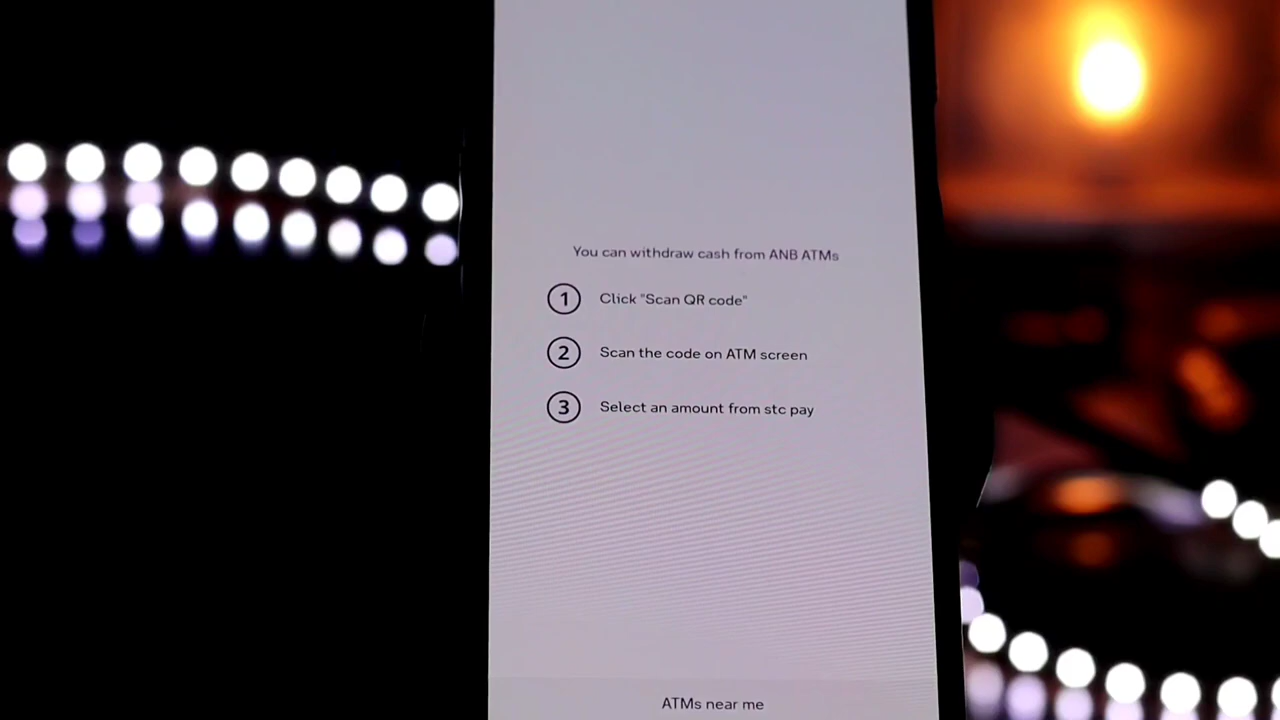 You can withdraw cash from ANB ATMs
1 Click "Scan QR code"
2 Scan the code on ATM screen
3 Select an amount from stc pay
ATMs near me